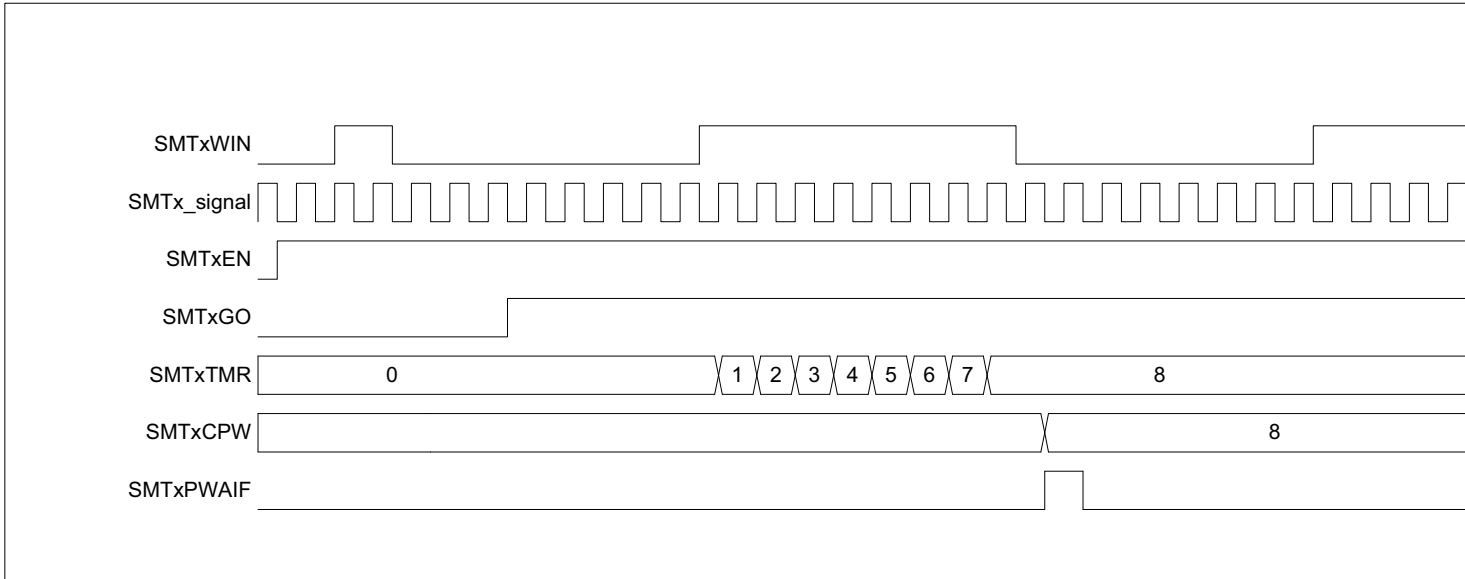 SMTxWIN
SMTx_signal
SMTxEN
SMTxGO
SMTxTMR 0 1 2 3 4 5 6 7 8
SMTxCPW 8
SMTxPWAIF